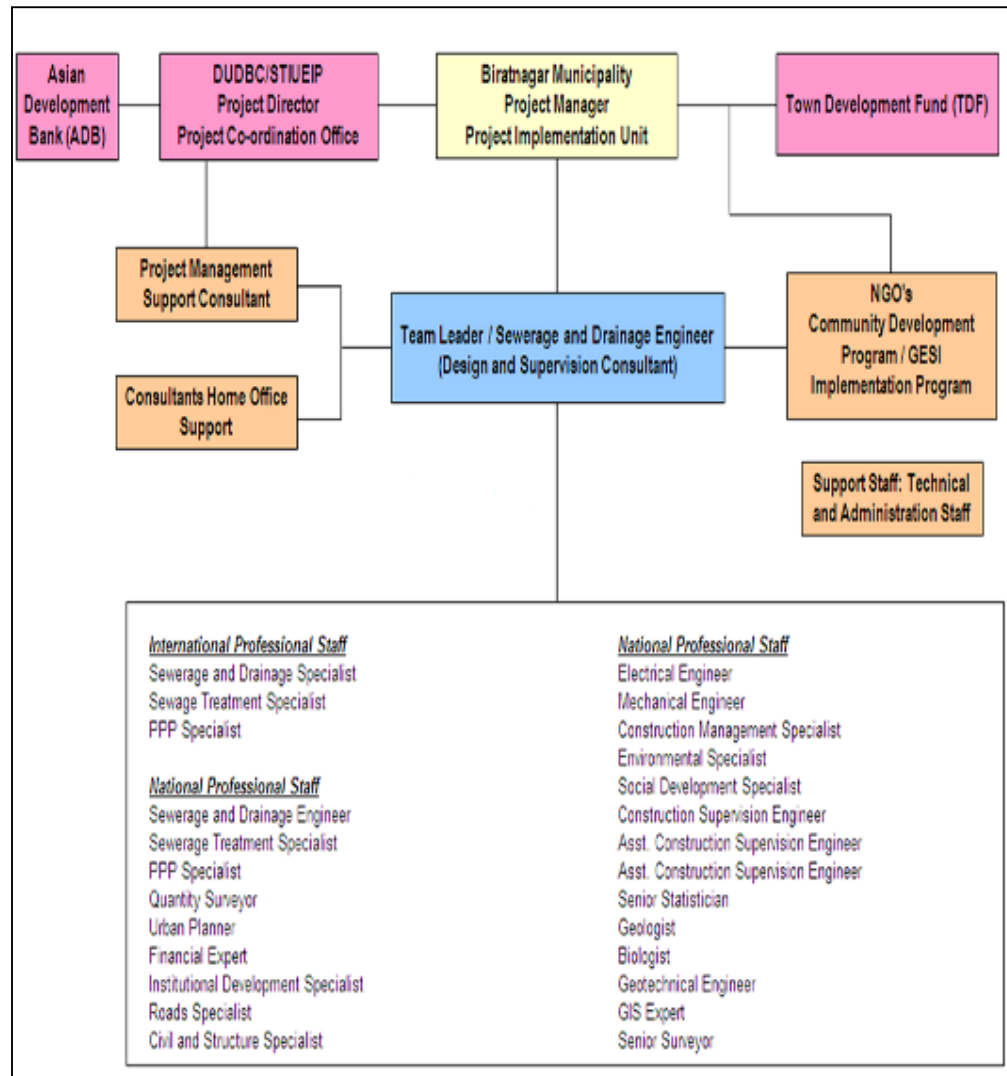 Asian
Development
Bank (ADB)
DUDBC/STIUEIP
Project Director
Project Co-ordination Office
Biratnagar Municipality
Project Manager
Project Implementation Unit
Town Development Fund (TDF)
Project Management
Support Consultant
Consultants Home Office
Support
Team Leader / Sewerage and Drainage Engineer
(Design and Supervision Consultant)
NGO's
Community Development
Program / GESI
Implementation Program
Support Staff: Technical
and Administration Staff
International Professional Staff
Sewerage and Drainage Specialist
Sewage Treatment Specialist
PPP Specialist
National Professional Staff
Sewerage and Drainage Engineer
Sewerage Treatment Specialist
PPP Specialist
Quantity Surveyor
Urban Planner
Financial Expert
Institutional Development Specialist
Roads Specialist
Civil and Structure Specialist
National Professional Staff
Electrical Engineer
Mechanical Engineer
Construction Management Specialist
Environmental Specialist
Social Development Specialist
Construction Supervision Engineer
Asst. Construction Supervision Engineer
Asst. Construction Supervision Engineer
Senior Statistician
Geologist
Biologist
Geotechnical Engineer
GIS Expert
Senior Surveyor